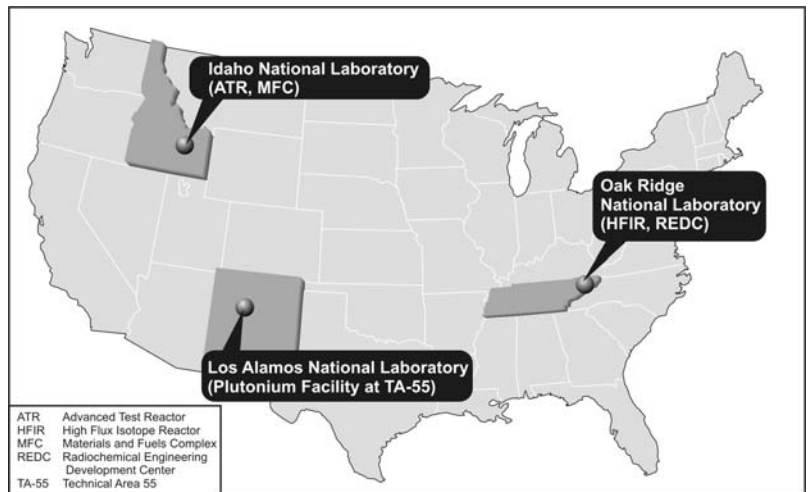 Idaho National Laboratory
(ATR, MFC)
Oak Ridge
National Laboratory
(HFIR, REDC)
Los Alamos National Laboratory
(Plutonium Facility at TA-55)
ATR Advanced Test Reactor
HFIR High Flux Isotope Reactor
MFC Materials and Fuels Complex
REDC Radiochemical Engineering
Development Center
TA-55 Technical Area 55